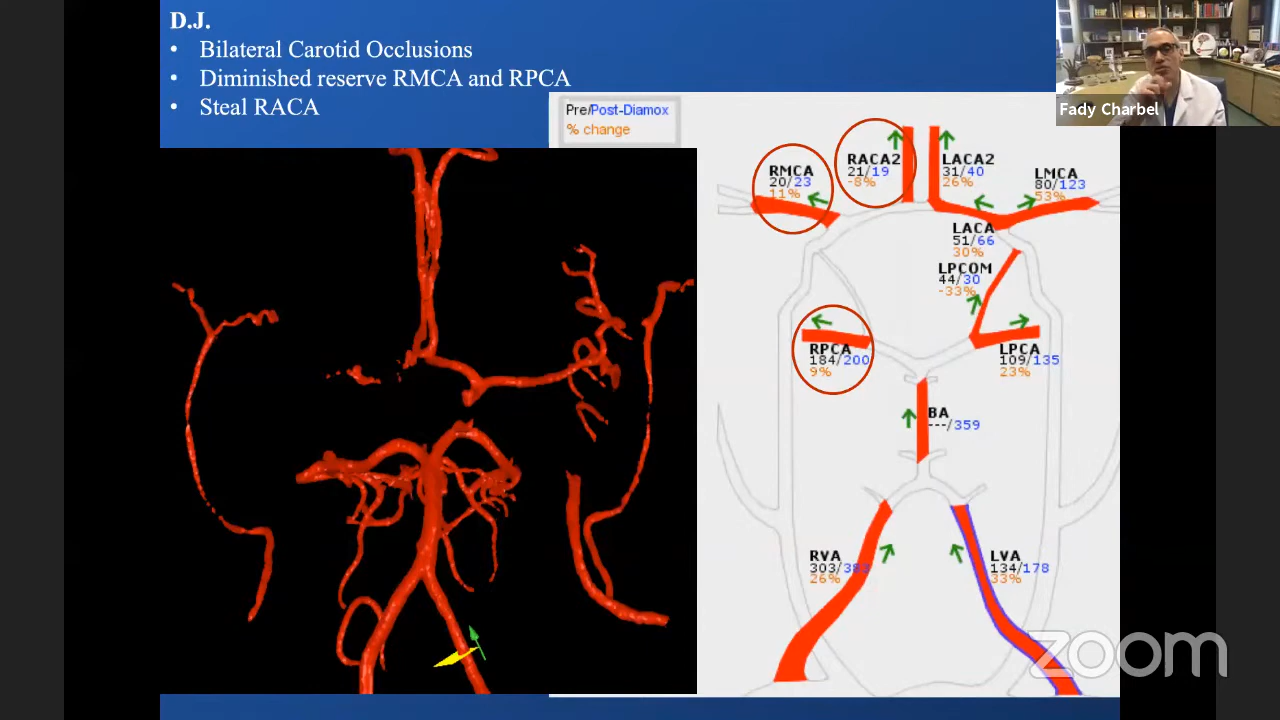 D.J.
• Bilateral Carotid Occlusions
• Diminished reserve RMCA and RPCA
• Steal RACA
Fady Charbel
Pre/Post-Diamox
% change
RMCA
20/23
11%
RACA2
21/19
-8%
LACA2
31/40
26%
LMCA
80/123
53%
LACA
51/66
30%
LPCOM
44/30
-33%
RPCA
184/200
9%
LPCA
109/135
23%
BA
---/359
RVA
303/383
26%
LVA
134/178
33%
zoom